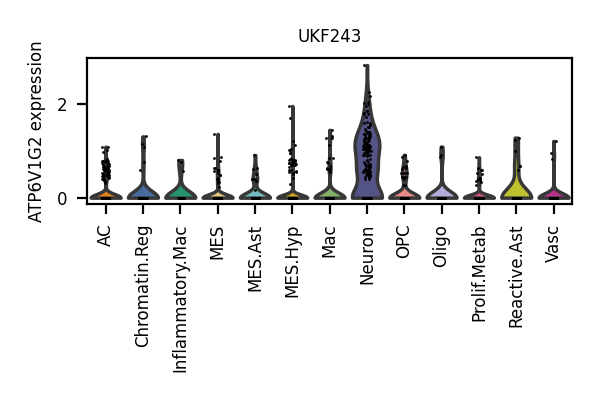 UKF243
ATP6V1G2 expression
2
0
AC
Chromatin.Reg
Inflammatory.Mac
MES
MES.Ast
MES.Hyp
Mac
Neuron
OPC
Oligo
Prolif.Metab
Reactive.Ast
Vasc